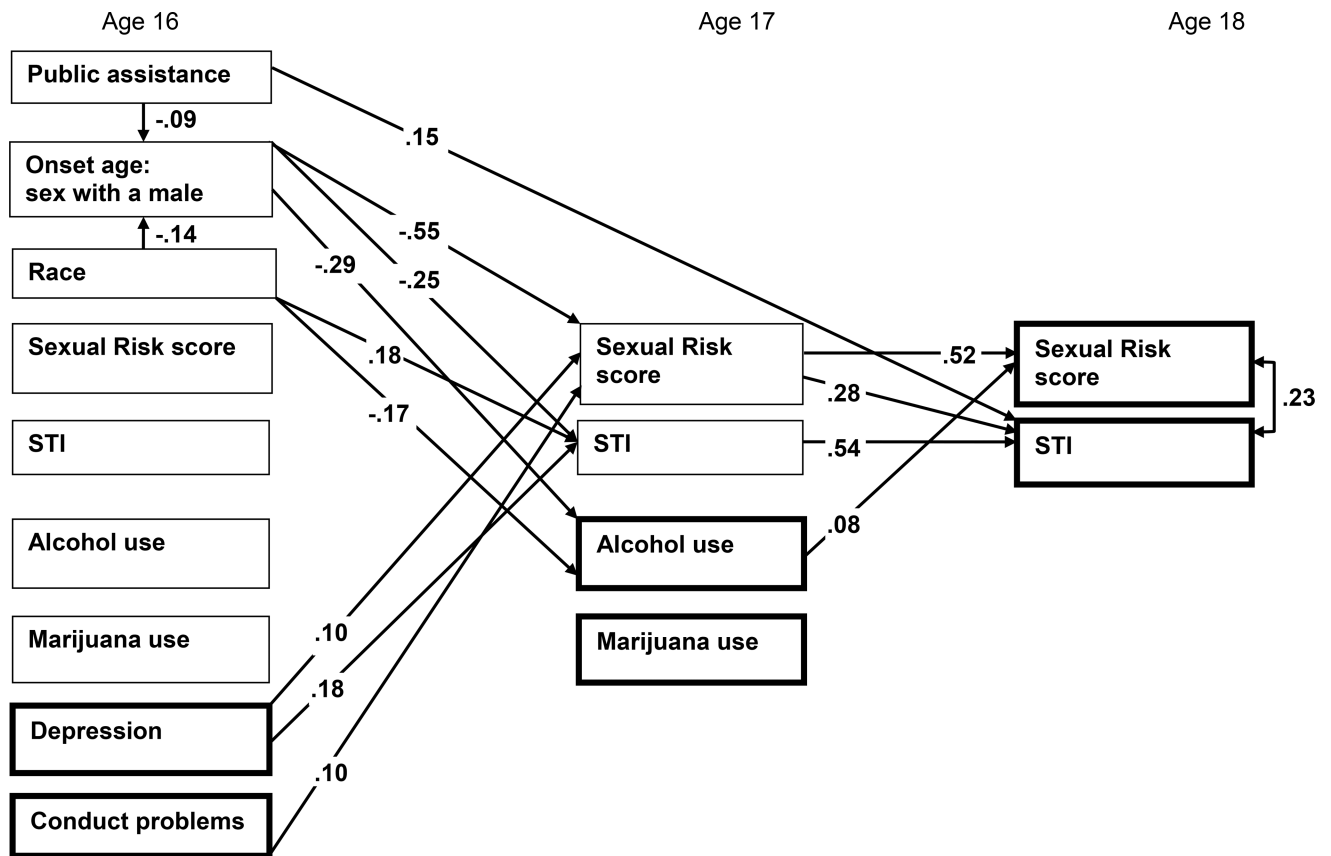 Age 16
Age 17
Age 18
Public assistance
-.09
.15
Onset age:
sex with a male
-.14
-.55
-.29
-.25
Race
.18
-.17
Sexual Risk score
Sexual Risk
score
.52
.28
Sexual Risk
score
.23
STI
STI
.54
STI
Alcohol use
Alcohol use
.08
Marijuana use
Marijuana use
.10
.18
Depression
.10
Conduct problems